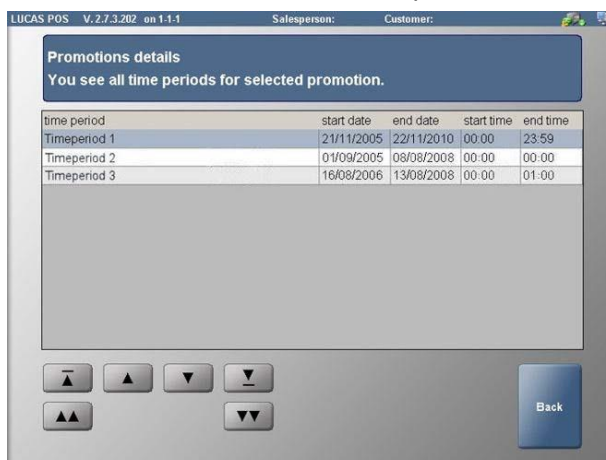 LUCAS POS V. 2.7.3.202 on 1-1-1 Salesperson: Customer:
Promotions details
You see all time periods for selected promotion.
time period start date end date start time end time
Timeperiod 1 21/11/2005 22/11/2010 00:00 23:59
Timeperiod 2 01/09/2005 08/08/2008 00:00 00:00
Timeperiod 3 16/08/2006 13/08/2008 00:00 01:00
Back